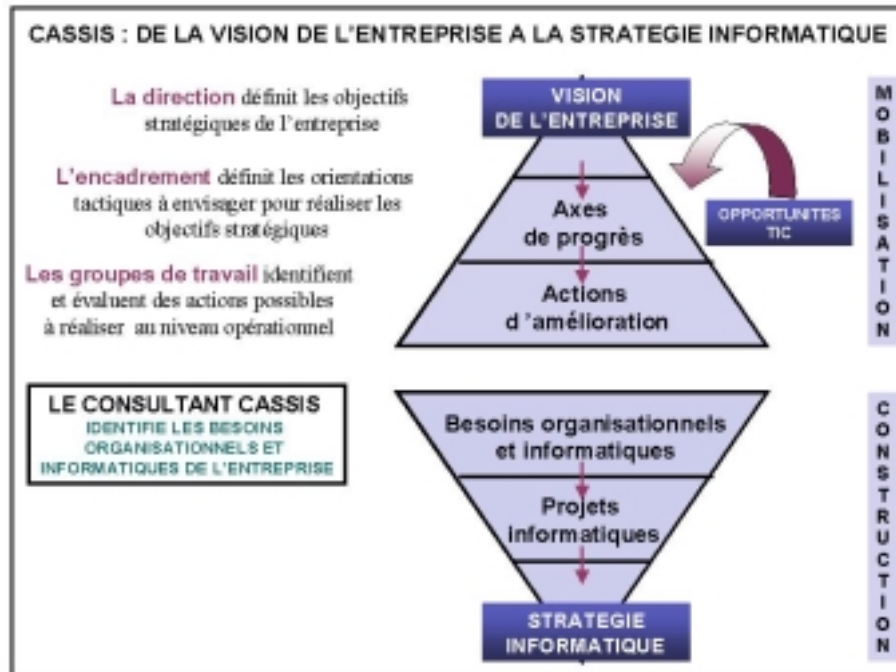 CASSIS : DE LA VISION DE L'ENTREPRISE A LA STRATEGIE INFORMATIQUE
La direction définit les objectifs
stratégiques de l'entreprise
L'encadrement définit les orientations
tactiques à envisager pour réaliser les
objectifs stratégiques
Les groupes de travail identifient
et évaluent des actions possibles
à réaliser au niveau opérationnel
VISION
DE L'ENTREPRISE
Axes
de progrès
Actions
d'amélioration
OPPORTUNITES
TIC
MOBILISATION
LE CONSULTANT CASSIS
IDENTIFIE LES BESOINS
ORGANISATIONNELS ET
INFORMATIQUES DE L'ENTREPRISE
Besoins organisationnels
et informatiques
Projets
informatiques
STRATEGIE
INFORMATIQUE
CONSTRUCTION